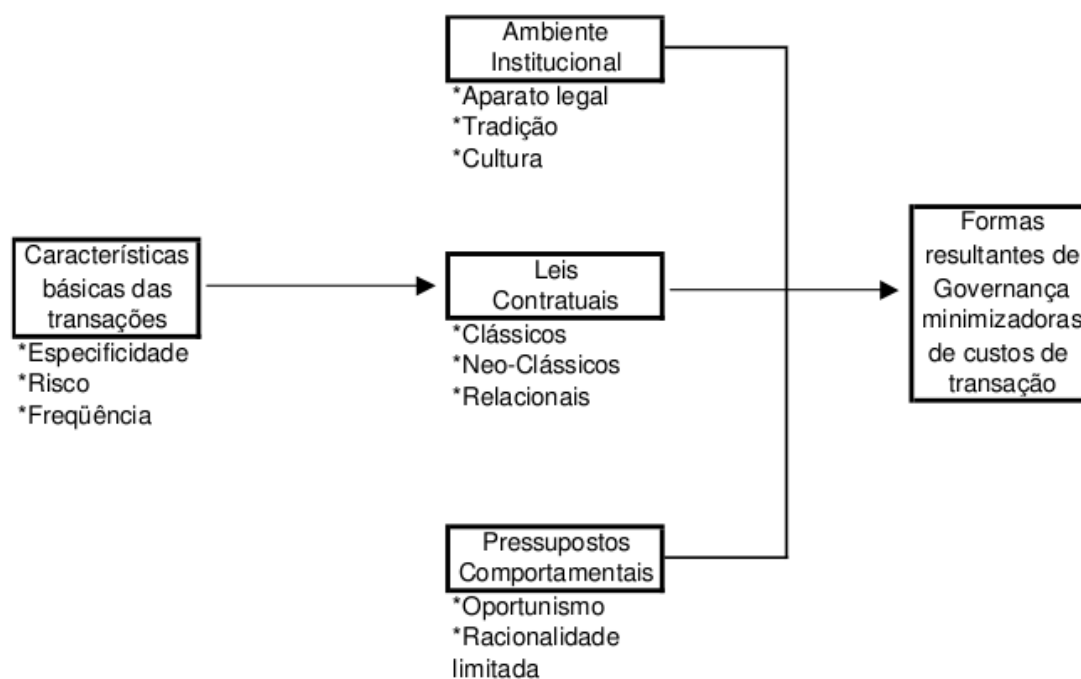 Ambiente
Institucional
*Aparato legal
*Tradição
*Cultura
Características
básicas das
transações
*Especificidade
*Risco
*Freqüência
Leis
Contratuais
*Clássicos
*Neo-Clássicos
*Relacionais
Formas
resultantes de
Governança
minimizadoras
de custos de
transação
Pressupostos
Comportamentais
*Oportunismo
*Racionalidade
limitada